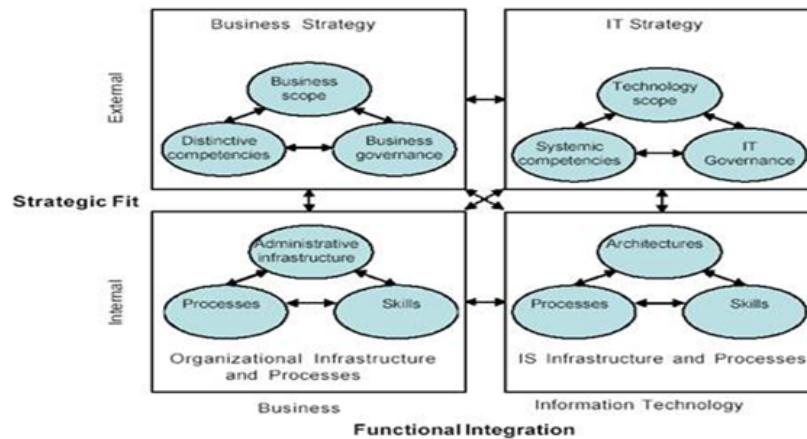 Business Strategy
IT Strategy
External
Business
scope
Distinctive
competencies
Business
governance
Technology
scope
Systemic
competencies
IT
Governance
Strategic Fit
Internal
Administrative
infrastructure
Processes
Skills
Organizational Infrastructure
and Processes
Architectures
Processes
Skills
IS Infrastructure and Processes
Business
Information Technology
Functional Integration